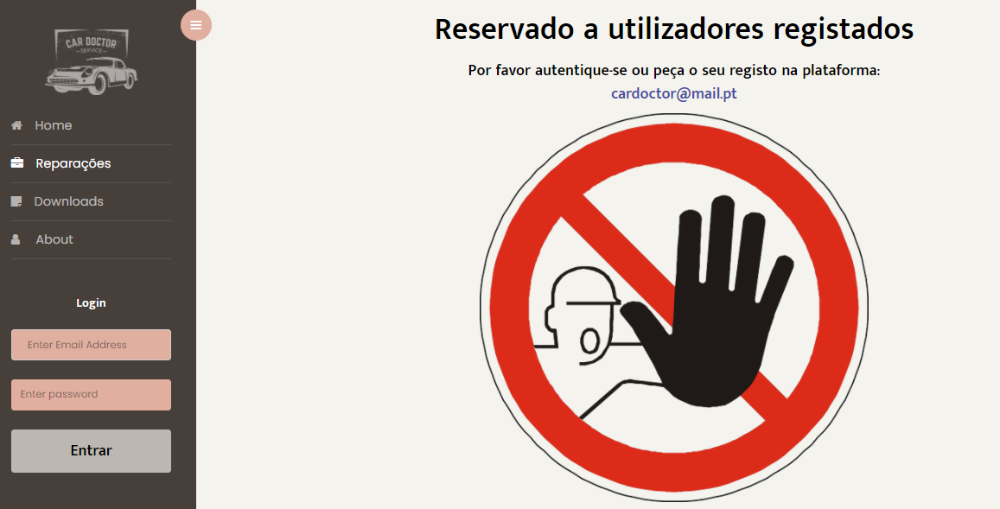 CAR DOCTOR
SERVICE
Home
Reparações
Downloads
About
Login
Enter Email Address
Enter password
Entrar
Reservado a utilizadores registados
Por favor autentique-se ou peça o seu registo na plataforma:
cardoctor@mail.pt